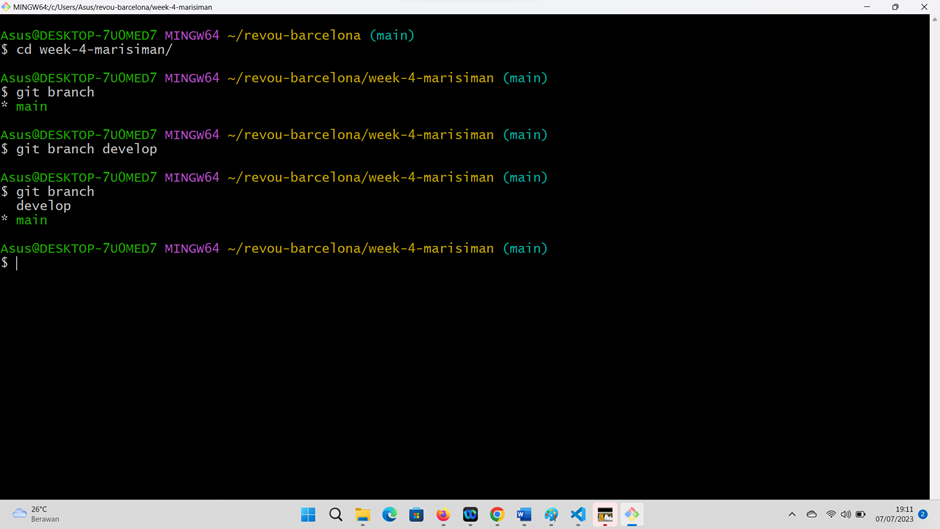 MINGW64:/c/Users/Asus/revou-barcelona/week-4-marisiman
Asus@DESKTOP-7U0MED7 MINGW64 ~/revou-barcelona (main)
$ cd week-4-marisiman/
Asus@DESKTOP-7U0MED7 MINGW64 ~/revou-barcelona/week-4-marisiman (main)
$ git branch
* main
Asus@DESKTOP-7U0MED7 MINGW64 ~/revou-barcelona/week-4-marisiman (main)
$ git branch develop
Asus@DESKTOP-7U0MED7 MINGW64 ~/revou-barcelona/week-4-marisiman (main)
$ git branch
develop
* main
Asus@DESKTOP-7U0MED7 MINGW64 ~/revou-barcelona/week-4-marisiman (main)
$
26°C
Berawan
19:11
07/07/2023
2